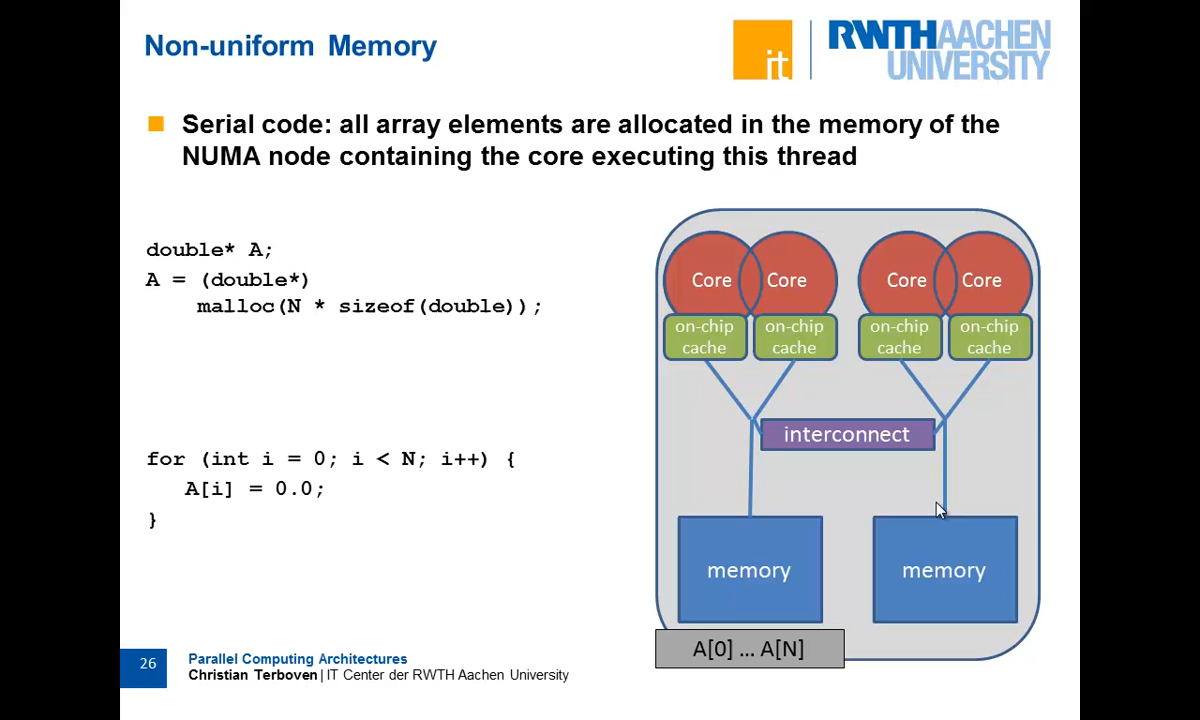 Non-uniform Memory
it
RWTHAACHEN
UNIVERSITY
Serial code: all array elements are allocated in the memory of the
NUMA node containing the core executing this thread
double* A;
A = (double*)
malloc(N * sizeof(double));
for (int i = 0; i < N; i++) {
A[i] = 0.0;
}
Core Core Core Core
on-chip on-chip on-chip on-chip
cache cache cache cache
interconnect
memory memory
A[0] ... A[N]
26
Parallel Computing Architectures
Christian Terboven | IT Center der RWTH Aachen University